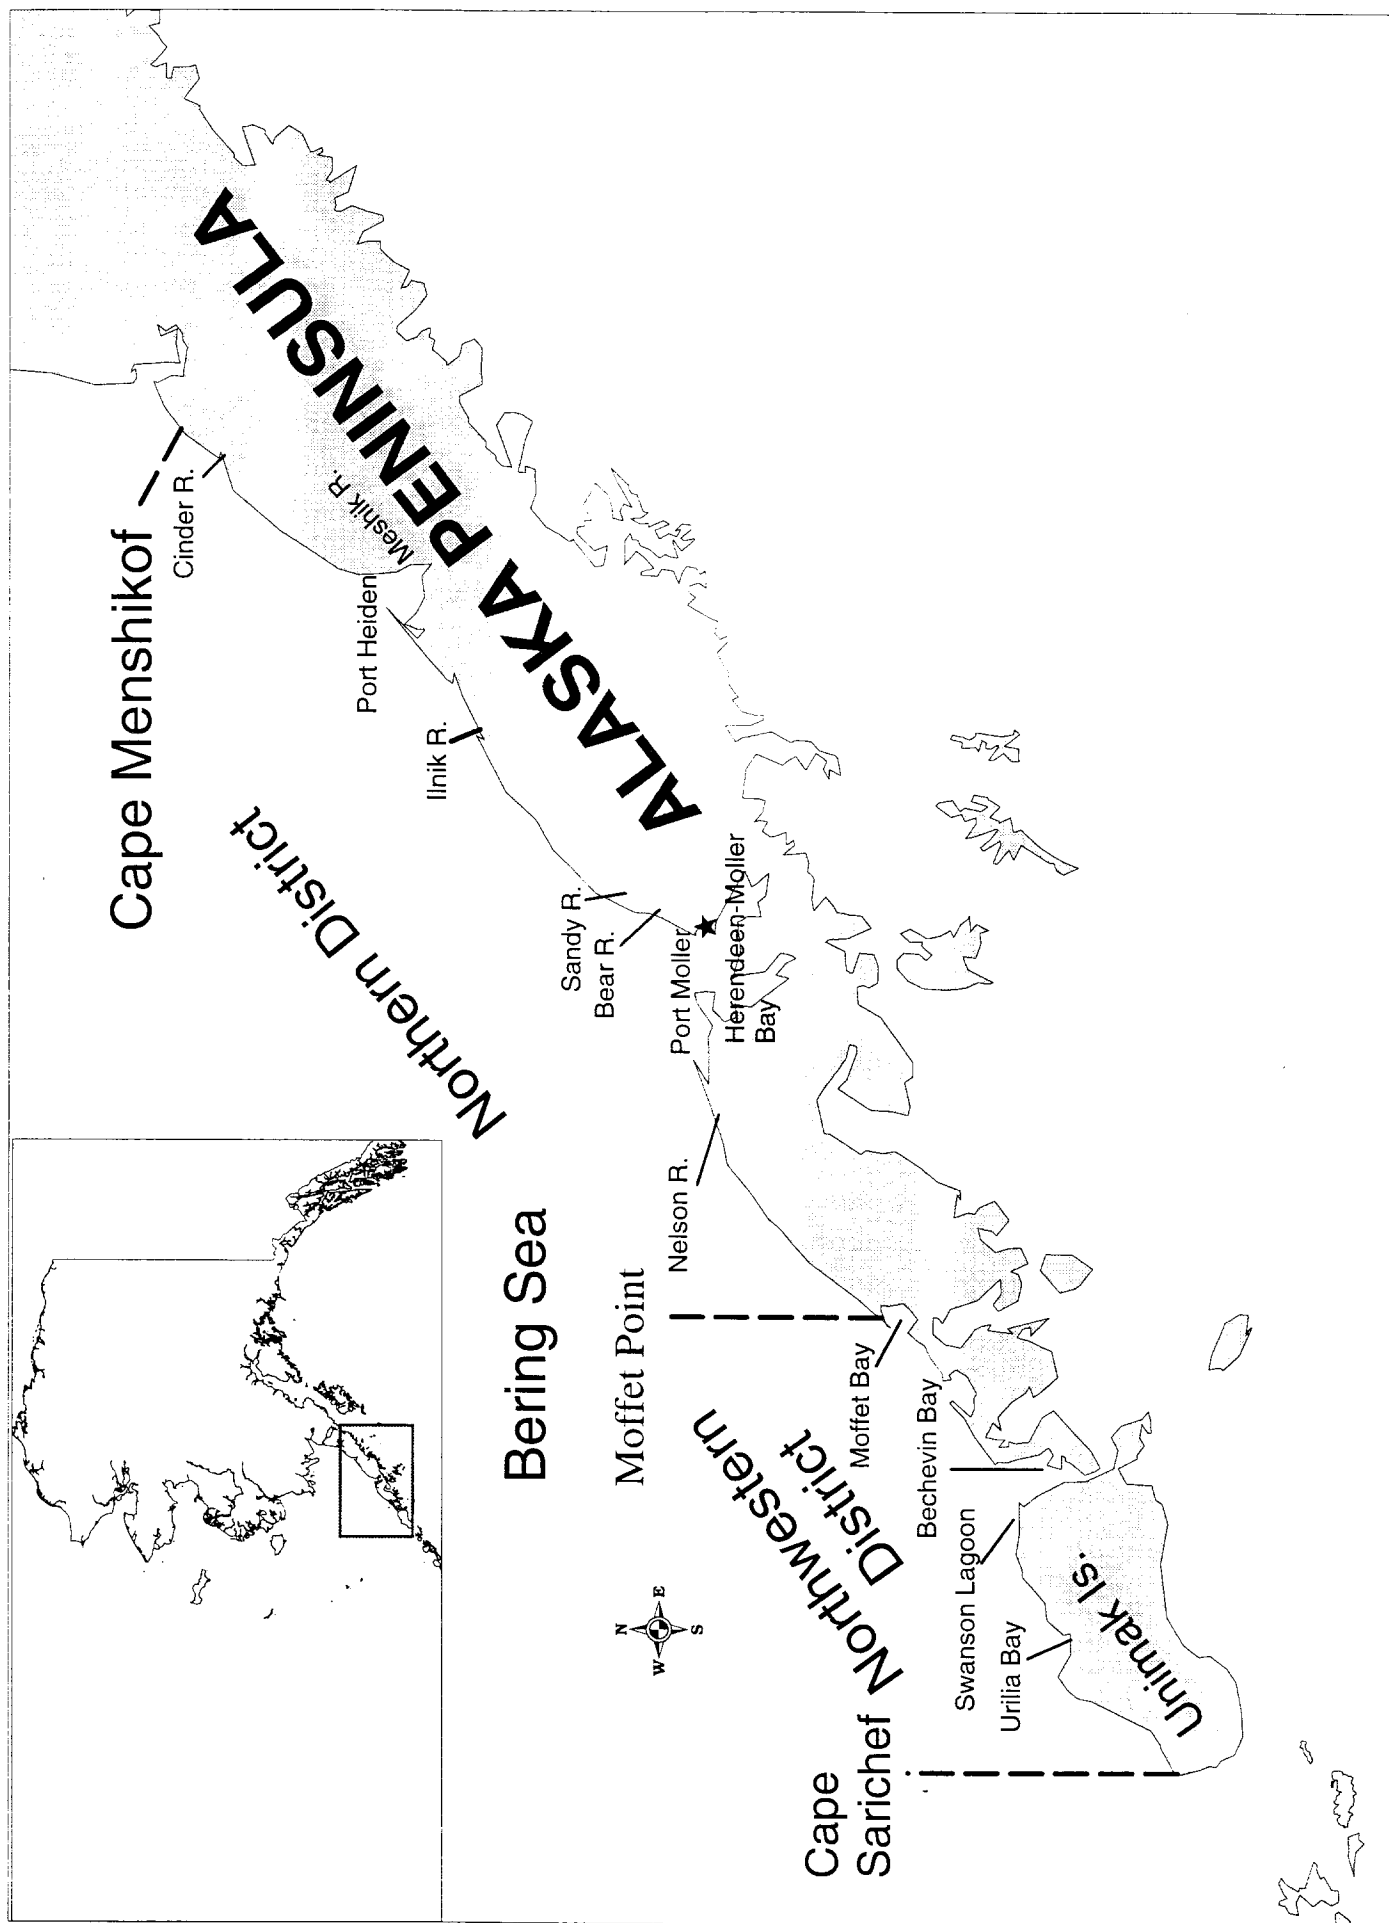 Cape Menshikof
Cinder R.
Meshik R.
Port Heiden
Ilnik R.
ALASKA PENINSULA
Northern District
Sandy R.
Bear R.
Port Moller
Herendeen-Moller
Bay
Nelson R.
Bering Sea
Moffet Point
Moffet Bay
Northwestern
District
Bechevin Bay
Swanson Lagoon
Urilia Bay
Unimak Is.
Cape
Sarichef
N
W
E
S